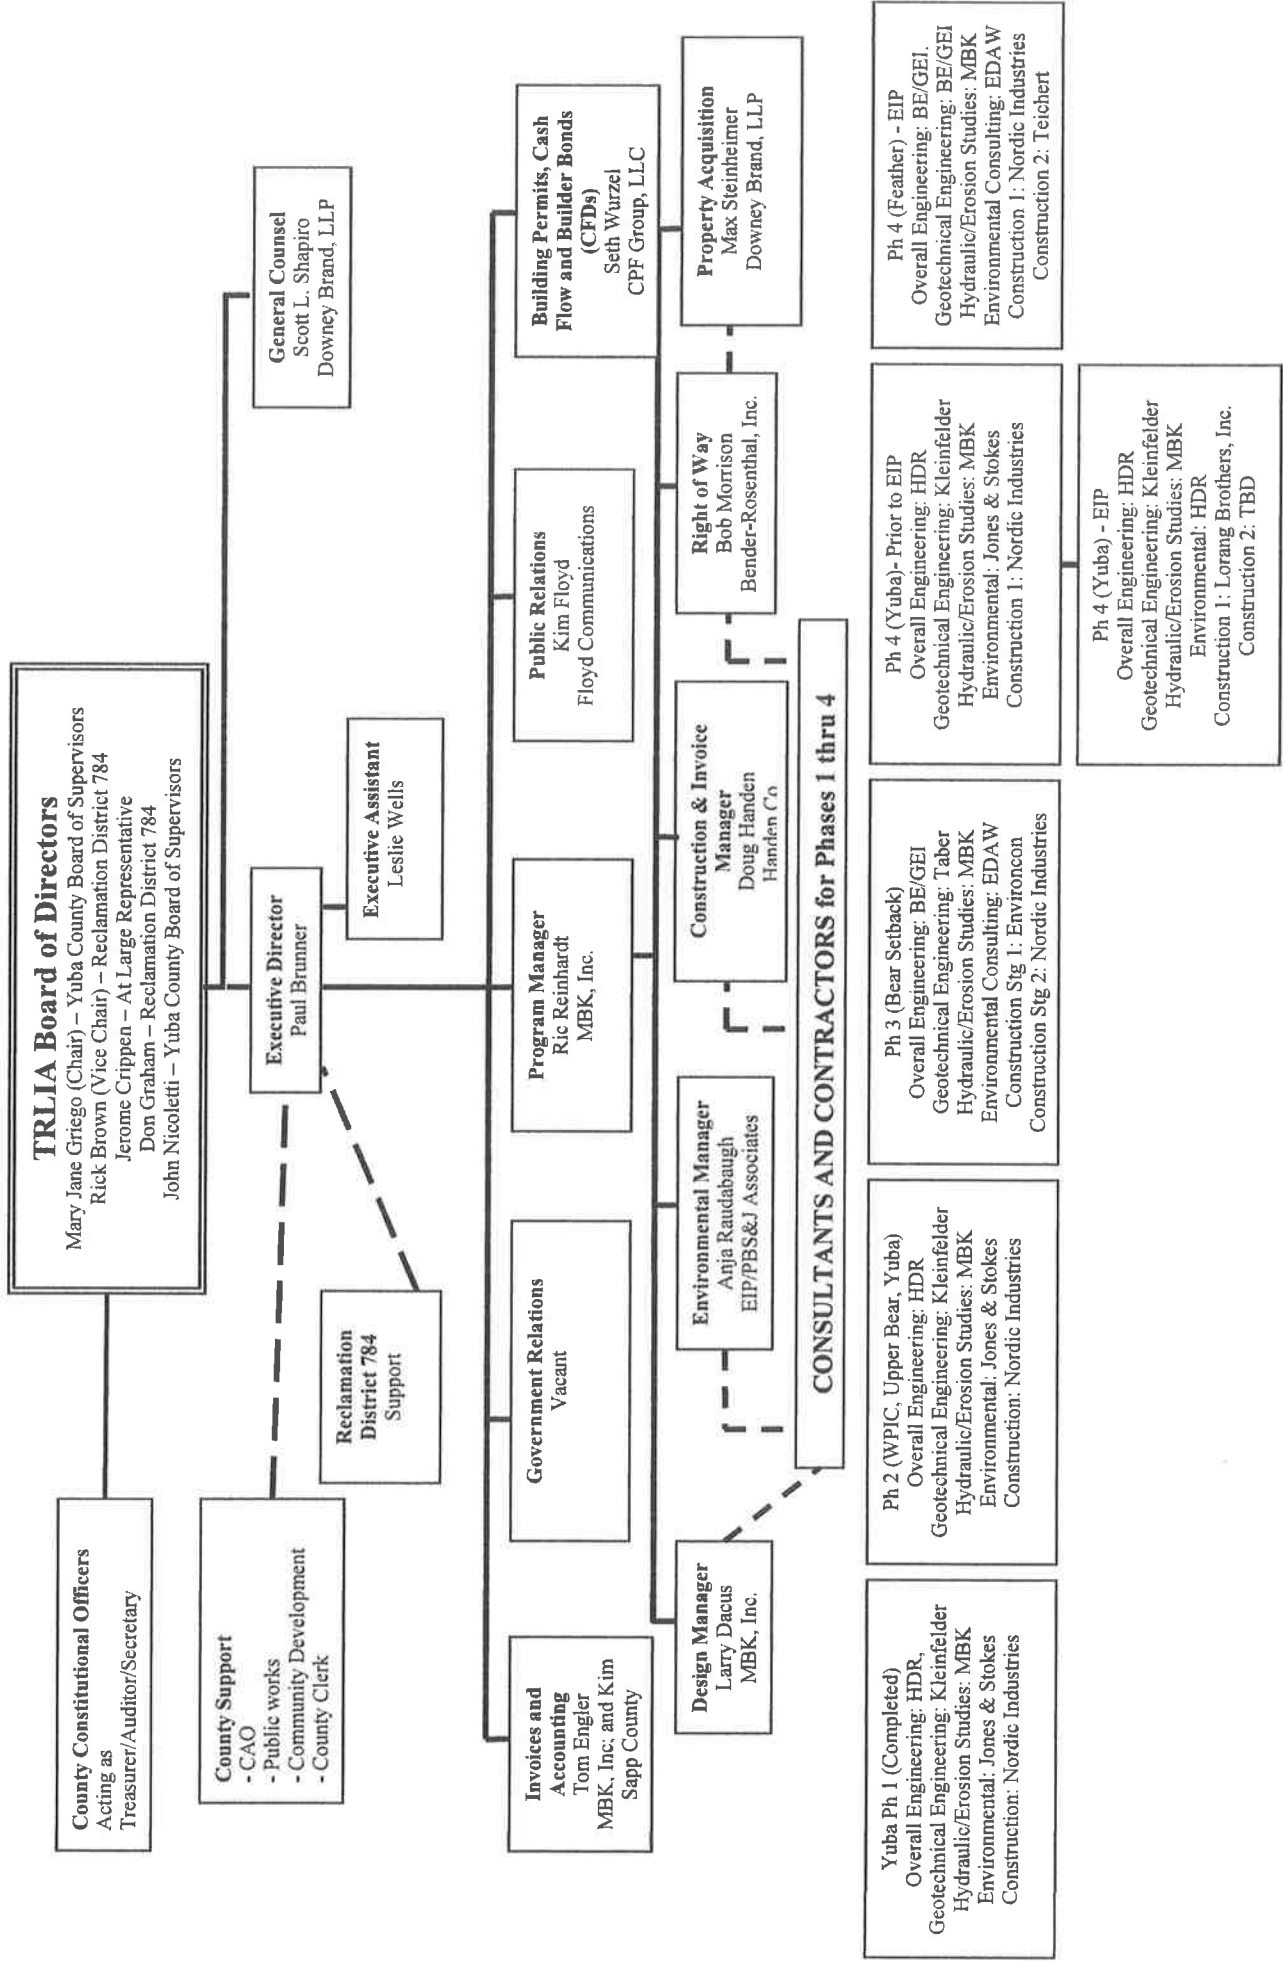 TRLIA Board of Directors
Mary Jane Griego (Chair) – Yuba County Board of Supervisors
Rick Brown (Vice Chair) – Reclamation District 784
Jerome Crippen – At Large Representative
Don Graham – Reclamation District 784
John Nicoletti – Yuba County Board of Supervisors
County Constitutional Officers
Acting as
Treasurer/Auditor/Secretary
General Counsel
Scott L. Shapiro
Downey Brand, LLP
County Support
- CAO
- Public works
- Community Development
- County Clerk
Executive Director
Paul Brunner
Reclamation
District 784
Support
Executive Assistant
Leslie Wells
Invoices and
Accounting
Tom Engler
MBK, Inc; and Kim
Sapp County
Government Relations
Vacant
Program Manager
Ric Reinhardt
MBK, Inc.
Public Relations
Kim Floyd
Floyd Communications
Building Permits, Cash
Flow and Builder Bonds
(CFDs)
Seth Wurzel
CPF Group, LLC
Design Manager
Larry Dacus
MBK, Inc.
Environmental Manager
Anja Raudabaugh
EIP/PBS&J Associates
Construction & Invoice
Manager
Doug Handen
Handen Co
Right of Way
Bob Morrison
Bender-Rosenthal, Inc.
Property Acquisition
Max Steinheimer
Downey Brand, LLP
CONSULTANTS AND CONTRACTORS for Phases 1 thru 4
Yuba Ph 1 (Completed)
Overall Engineering: HDR,
Geotechnical Engineering: Kleinfelder
Hydraulic/Erosion Studies: MBK
Environmental: Jones & Stokes
Construction: Nordic Industries
Ph 2 (WPIC, Upper Bear, Yuba)
Overall Engineering: HDR
Geotechnical Engineering: Kleinfelder
Hydraulic/Erosion Studies: MBK
Environmental: Jones & Stokes
Construction: Nordic Industries
Ph 3 (Bear Setback)
Overall Engineering: BE/GEI
Geotechnical Engineering: Taber
Hydraulic/Erosion Studies: MBK
Environmental Consulting: EDAW
Construction Stg 1: Environcon
Construction Stg 2: Nordic Industries
Ph 4 (Yuba)- Prior to EIP
Overall Engineering: HDR
Geotechnical Engineering: Kleinfelder
Hydraulic/Erosion Studies: MBK
Environmental: Jones & Stokes
Construction 1: Nordic Industries
Ph 4 (Feather) - EIP
Overall Engineering: BE/GEI.
Geotechnical Engineering: BE/GEI
Hydraulic/Erosion Studies: MBK
Environmental Consulting: EDAW
Construction 1: Nordic Industries
Construction 2: Teichert
Ph 4 (Yuba) - EIP
Overall Engineering: HDR
Geotechnical Engineering: Kleinfelder
Hydraulic/Erosion Studies: MBK
Environmental: HDR
Construction 1: Lorang Brothers, Inc.
Construction 2: TBD